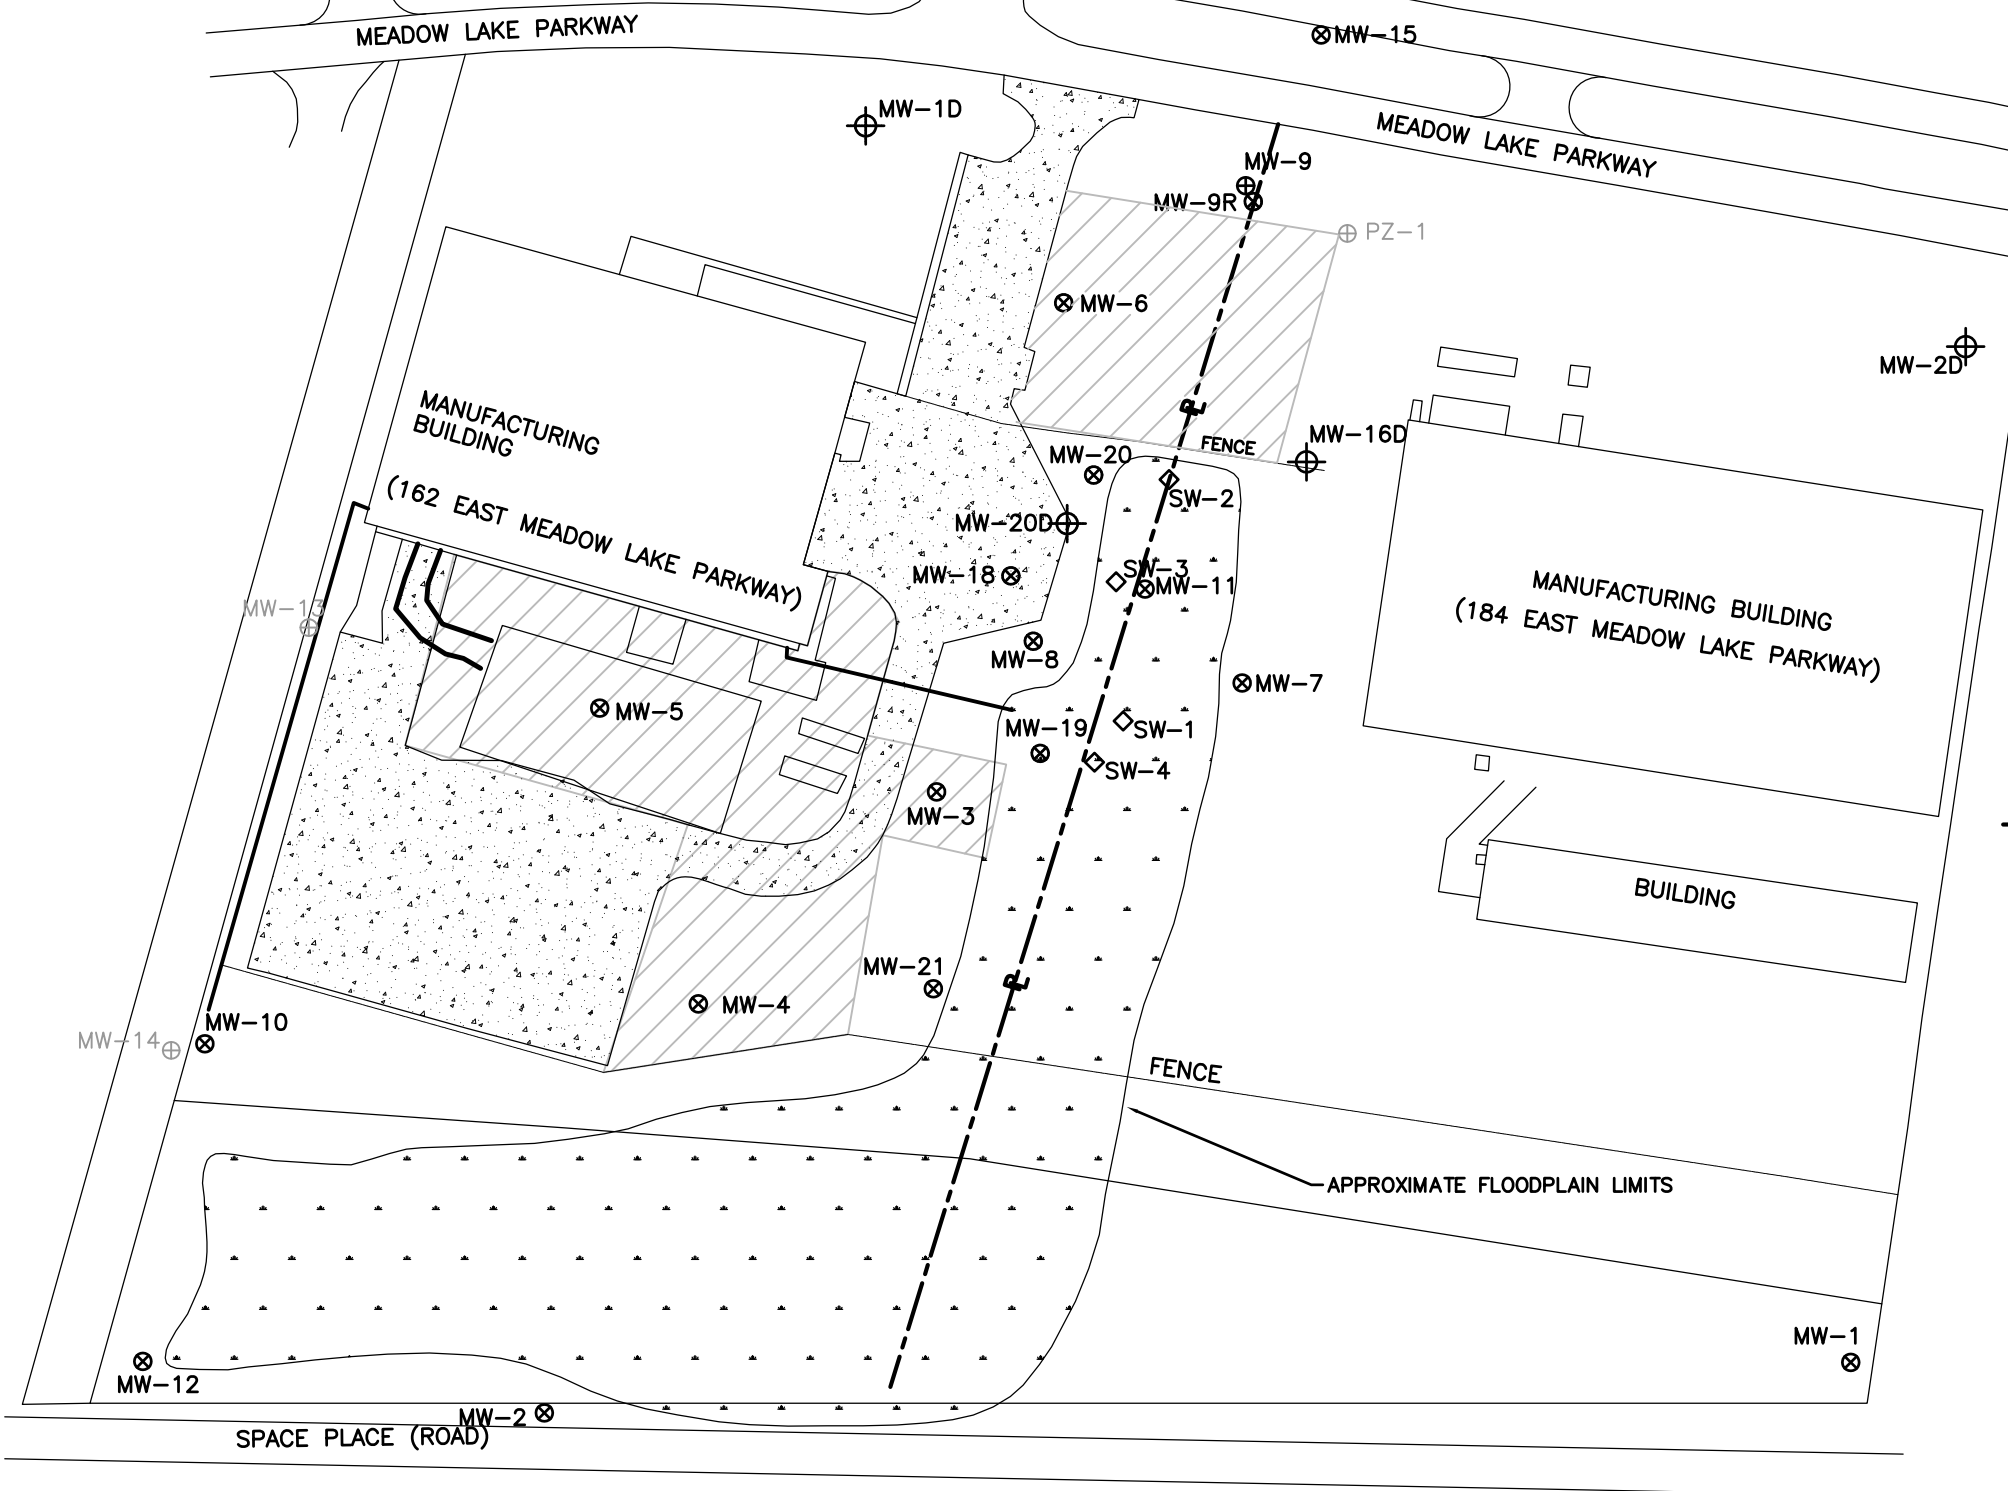 MEADOW LAKE PARKWAY
MW-15
MW-1D
MEADOW LAKE PARKWAY
MW-9
MW-9R
PZ-1
MW-6
MW-2D
MANUFACTURING
BUILDING
P
MW-16D
FENCE
MW-20
(162 EAST MEADOW LAKE PARKWAY)
SW-2
MW-20D
SW-3
MW-18
MW-11
MANUFACTURING BUILDING
(184 EAST MEADOW LAKE PARKWAY)
MW-13
MW-8
MW-7
MW-5
MW-19
SW-1
SW-4
MW-3
BUILDING
MW-21
P
MW-4
MW-10
MW-14
FENCE
APPROXIMATE FLOODPLAIN LIMITS
MW-1
MW-12
MW-2
SPACE PLACE (ROAD)